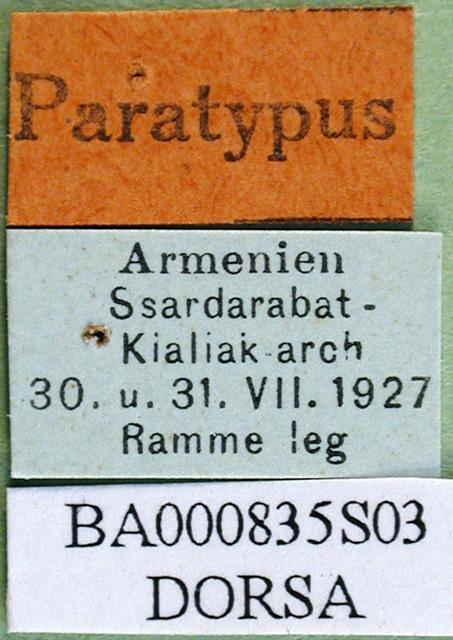 Paratypus
Armenien
Ssardarabat-
Kialiak-arch
30. u. 31. VII. 1927
Ramme leg
BA000835S03
DORSA